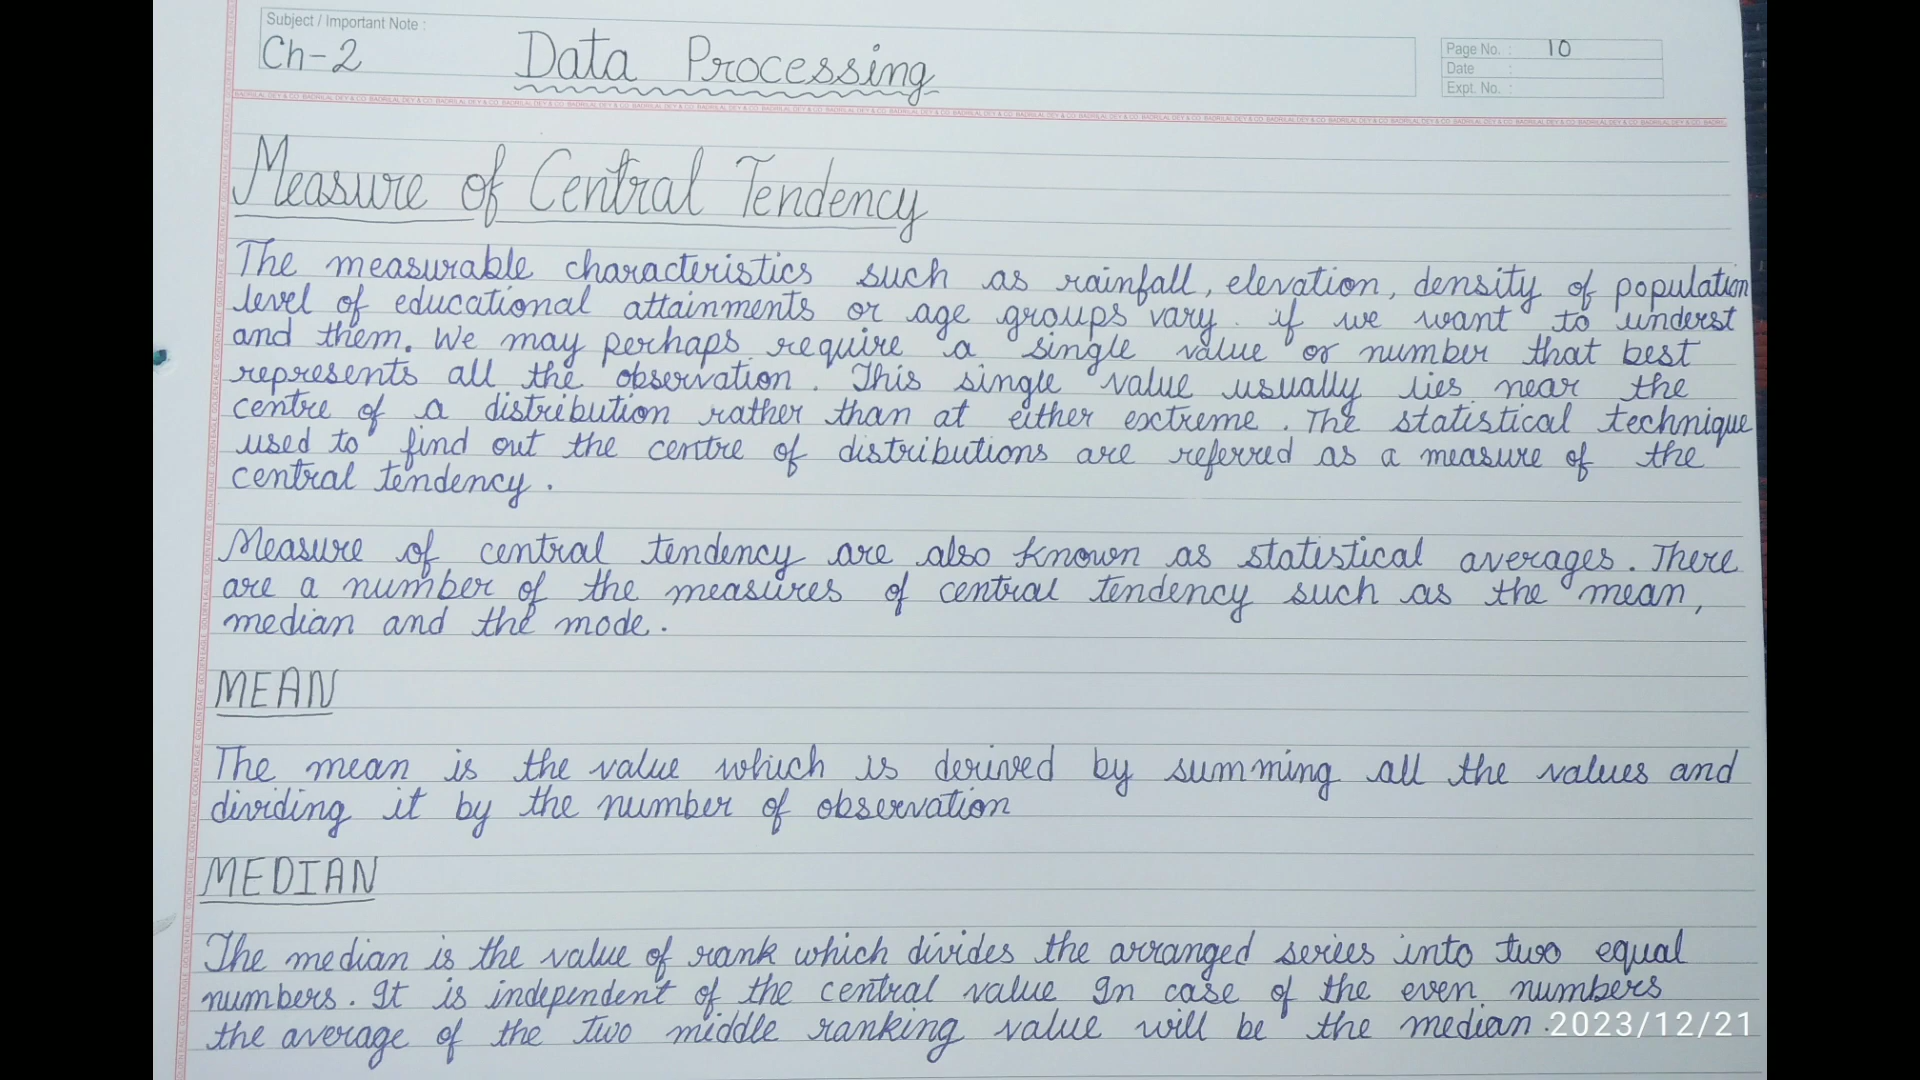 Subject / Important Note :
Ch-2 Data Processing
Page No. : 10
Date :
Expt. No. :
Measure of Central Tendency
The measurable characteristics such as rainfall, elevation, density of population
level of educational attainments or age groups vary. if we want to underst
and them. We may perhaps require a single value or number that best
represents all the observation. This single value usually lies near the
centre of a distribution rather than at either extreme. The statistical technique
used to find out the centre of distributions are referred as a measure of the
central tendency.
Measure of central tendency are also known as statistical averages. There
are a number of the measures of central tendency such as the mean,
median and the mode.
MEAN
The mean is the value which is derived by summing all the values and
dividing it by the number of observation
MEDIAN
The median is the value of rank which divides the arranged series into two equal
numbers. It is independent of the central value In case of the even numbers
the average of the two middle ranking value will be the median.
2023/12/21